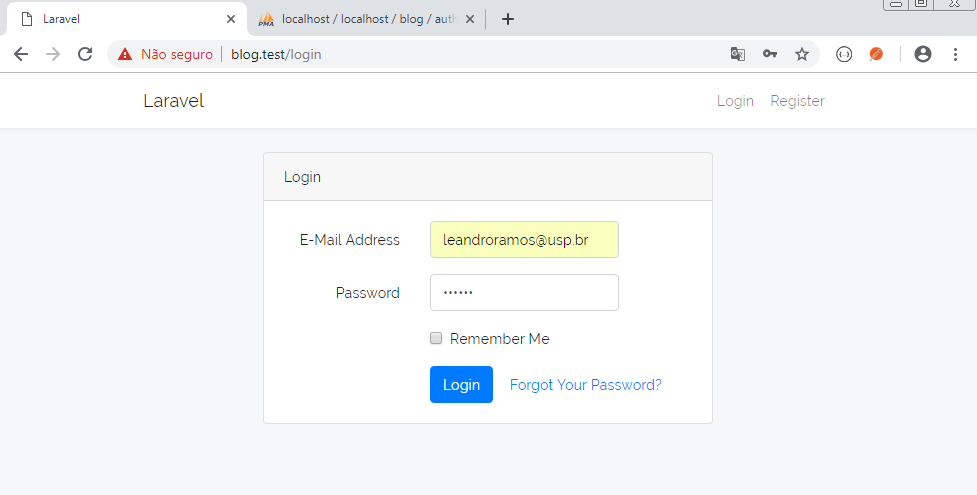 Laravel
localhost / localhost / blog / auth
Não seguro
blog.test/login
Laravel
Login
Register
Login
E-Mail Address
leandroramos@usp.br
Password
••••••
Remember Me
Login
Forgot Your Password?